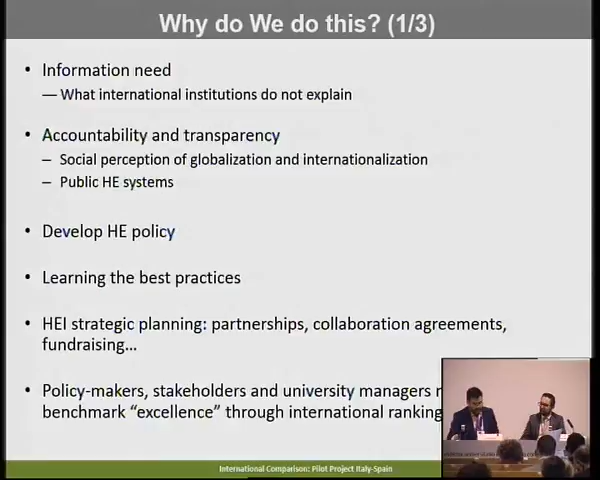 Why do We do this? (1/3)
• Information need
— What international institutions do not explain
• Accountability and transparency
– Social perception of globalization and internationalization
– Public HE systems
• Develop HE policy
• Learning the best practices
• HEI strategic planning: partnerships, collaboration agreements,
fundraising...
• Policy-makers, stakeholders and university managers
benchmark “excellence” through international ranking
International Comparison: Pilot Project Italy-Spain